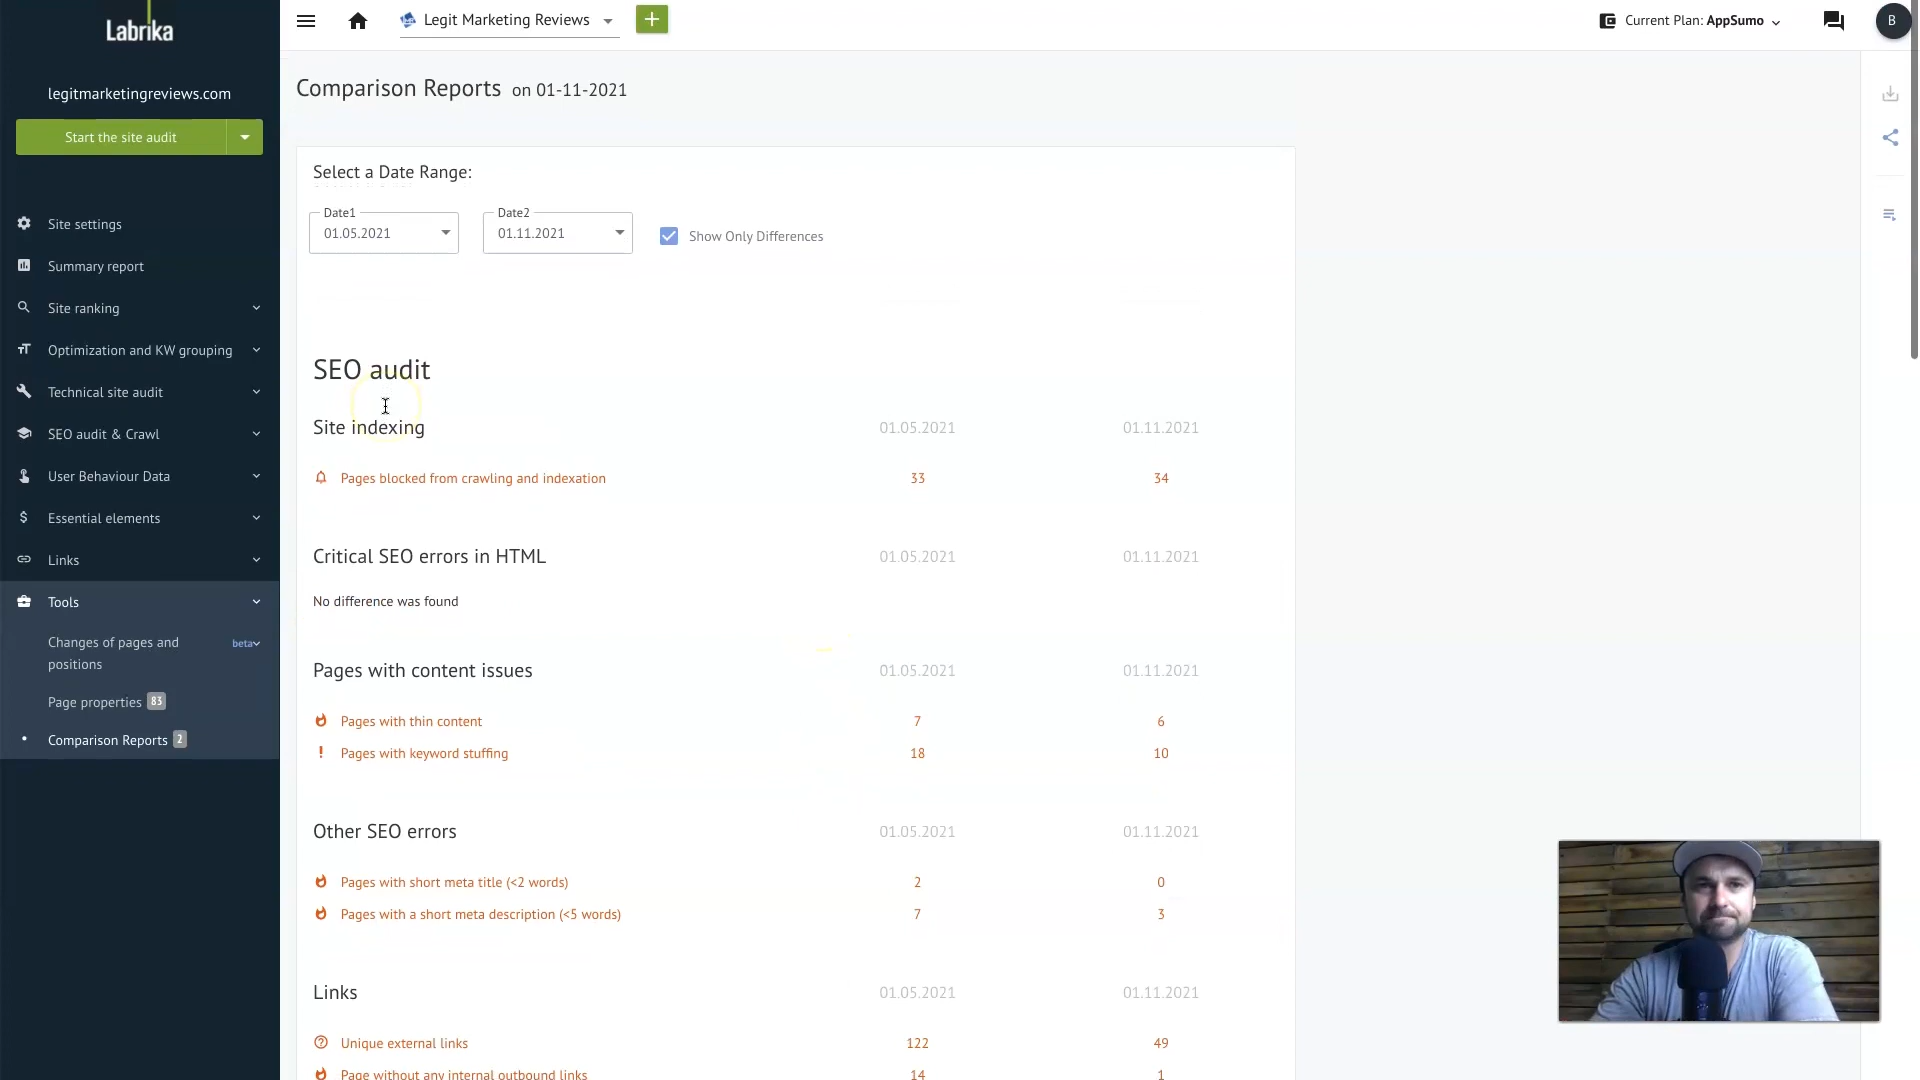 Labrika
Legit Marketing Reviews
Current Plan: AppSumo
B
legitmarketingreviews.com
Start the site audit
Site settings
Summary report
Site ranking
Optimization and KW grouping
Technical site audit
SEO audit & Crawl
User Behaviour Data
Essential elements
Links
Tools
Changes of pages and
positions
beta
Page properties 83
Comparison Reports 2
Comparison Reports on 01-11-2021
Select a Date Range:
Date1
01.05.2021
Date2
01.11.2021
Show Only Differences
SEO audit
Site indexing 01.05.2021 01.11.2021
Pages blocked from crawling and indexation 33 34
Critical SEO errors in HTML 01.05.2021 01.11.2021
No difference was found
Pages with content issues 01.05.2021 01.11.2021
Pages with thin content 7 6
Pages with keyword stuffing 18 10
Other SEO errors 01.05.2021 01.11.2021
Pages with short meta title (<2 words) 2 0
Pages with a short meta description (<5 words) 7 3
Links 01.05.2021 01.11.2021
Unique external links 122 49
Page without any internal outbound links 14 1